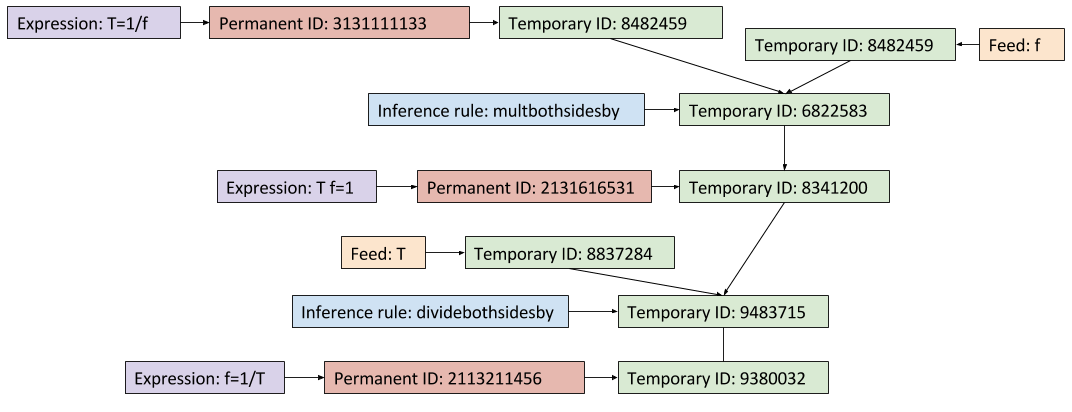 Expression: T=1/f
Permanent ID: 3131111133
Temporary ID: 8482459
Temporary ID: 8482459
Feed: f
Inference rule: multbothsidesby
Temporary ID: 6822583
Expression: T f=1
Permanent ID: 2131616531
Temporary ID: 8341200
Feed: T
Temporary ID: 8837284
Inference rule: dividebothsidesby
Temporary ID: 9483715
Expression: f=1/T
Permanent ID: 2113211456
Temporary ID: 9380032